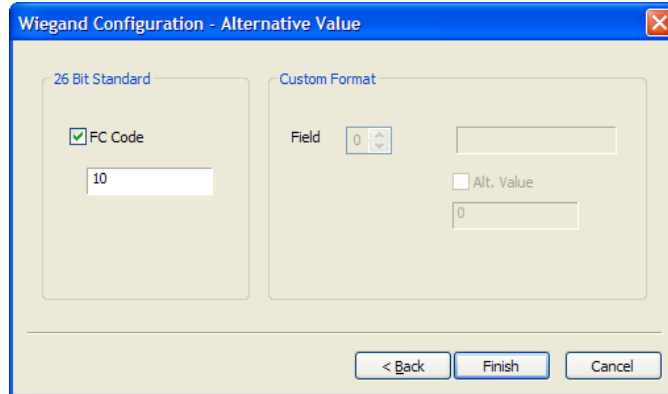 Wiegand Configuration - Alternative Value
26 Bit Standard
FC Code
10
Custom Format
Field 0
Alt. Value
0
< Back Finish Cancel